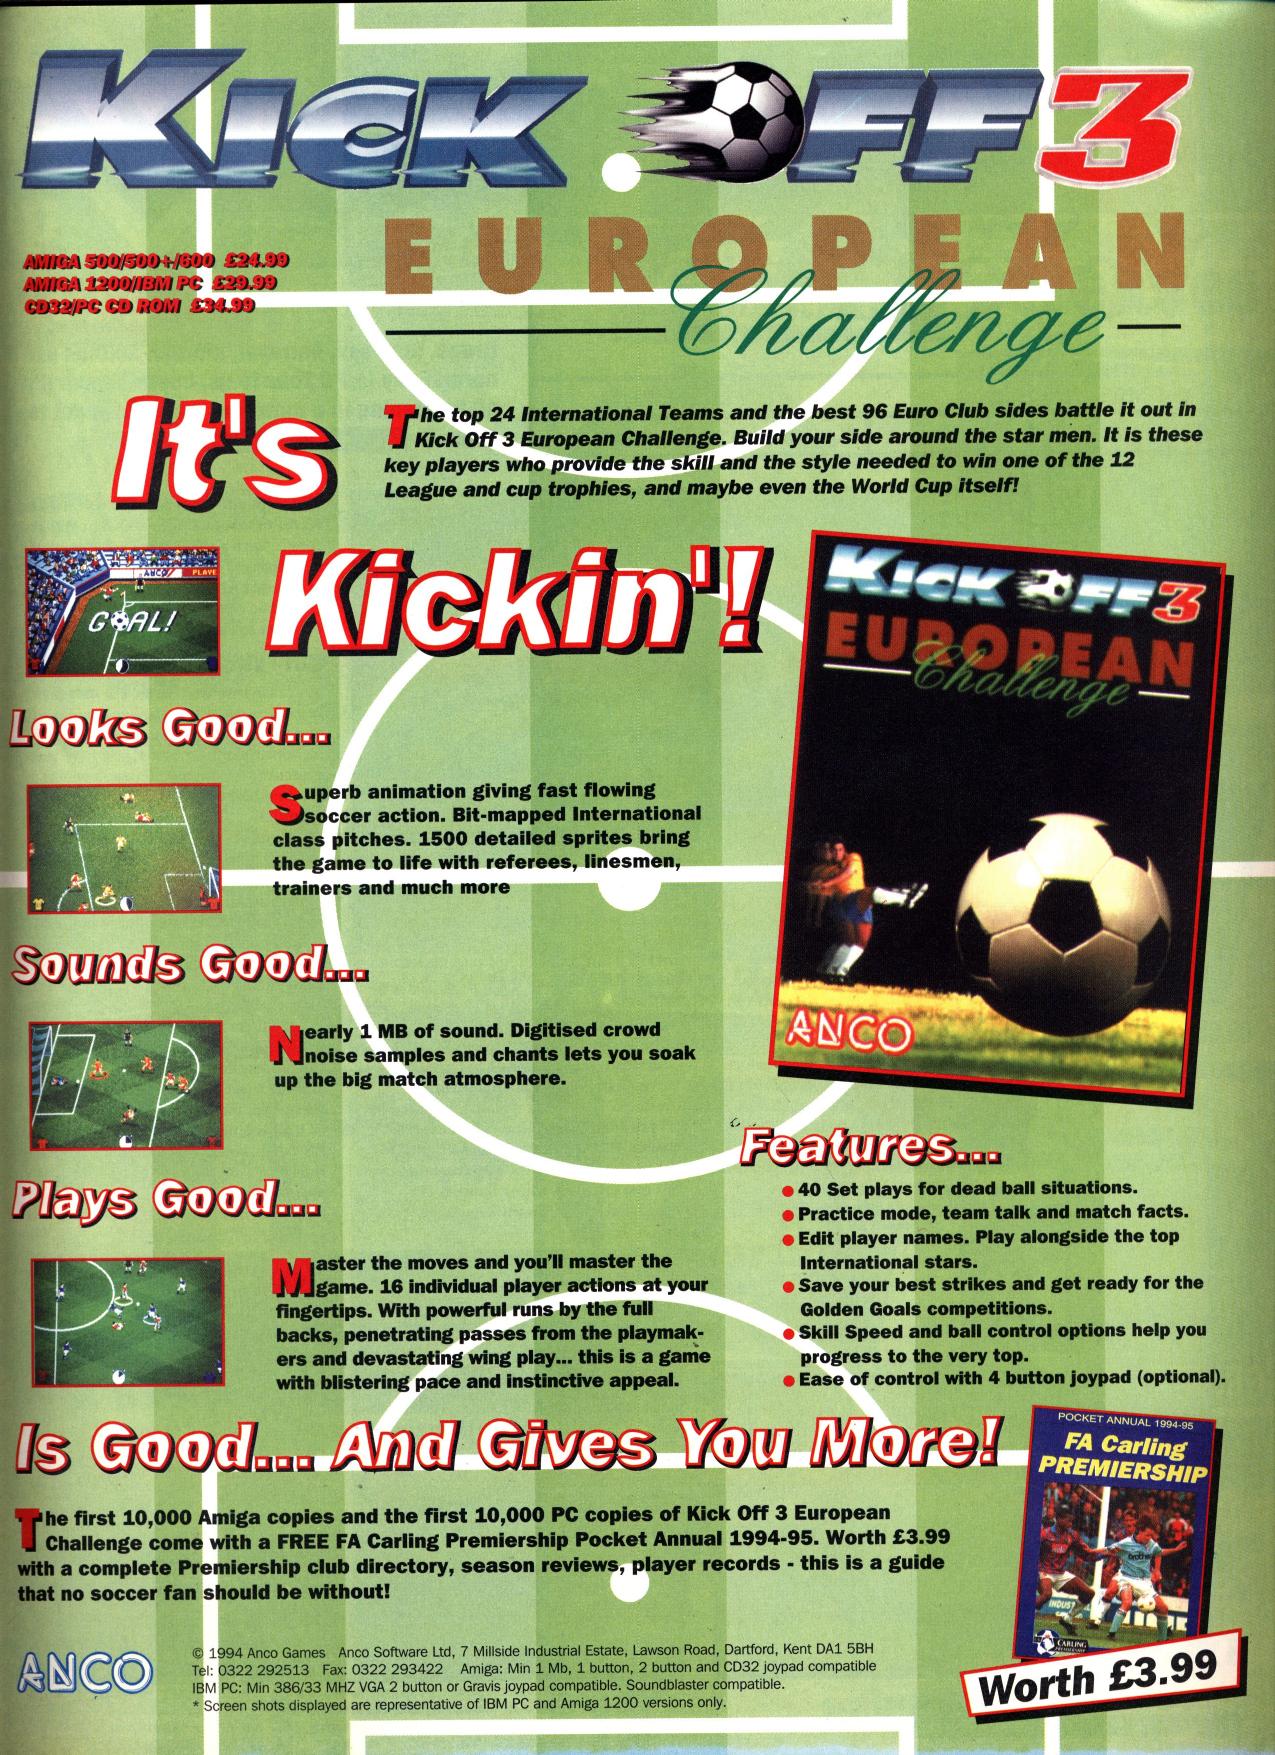 KICK OFF 3
EUROPEAN
Challenge
AMIGA 500/500+/600 £24.99
AMIGA 1200/IBM PC £29.99
CD32/PC CD ROM £34.99
It's
Kickin'!
The top 24 International Teams and the best 96 Euro Club sides battle it out in
Kick Off 3 European Challenge. Build your side around the star men. It is these
key players who provide the skill and the style needed to win one of the 12
League and cup trophies, and maybe even the World Cup itself!
ANCO PLAYE
GOAL!
KICK OFF 3
EUROPEAN
Challenge
ANCO
Looks Good...
Superb animation giving fast flowing
soccer action. Bit-mapped International
class pitches. 1500 detailed sprites bring
the game to life with referees, linesmen,
trainers and much more
Sounds Good...
Nearly 1 MB of sound. Digitised crowd
noise samples and chants lets you soak
up the big match atmosphere.
Plays Good...
Master the moves and you'll master the
game. 16 individual player actions at your
fingertips. With powerful runs by the full
backs, penetrating passes from the playmak-
ers and devastating wing play... this is a game
with blistering pace and instinctive appeal.
Features...
40 Set plays for dead ball situations.
Practice mode, team talk and match facts.
Edit player names. Play alongside the top
International stars.
Save your best strikes and get ready for the
Golden Goals competitions.
Skill Speed and ball control options help you
progress to the very top.
Ease of control with 4 button joypad (optional).
Is Good... And Gives You More!
The first 10,000 Amiga copies and the first 10,000 PC copies of Kick Off 3 European
Challenge come with a FREE FA Carling Premiership Pocket Annual 1994-95. Worth £3.99
with a complete Premiership club directory, season reviews, player records - this is a guide
that no soccer fan should be without!
POCKET ANNUAL 1994-95
FA Carling
PREMIERSHIP
brother
INDUST
CARLING
Worth £3.99
ANCO
© 1994 Anco Games Anco Software Ltd, 7 Millside Industrial Estate, Lawson Road, Dartford, Kent DA1 5BH
Tel: 0322 292513 Fax: 0322 293422 Amiga: Min 1 Mb, 1 button, 2 button and CD32 joypad compatible
IBM PC: Min 386/33 MHZ VGA 2 button or Gravis joypad compatible. Soundblaster compatible.
* Screen shots displayed are representative of IBM PC and Amiga 1200 versions only.